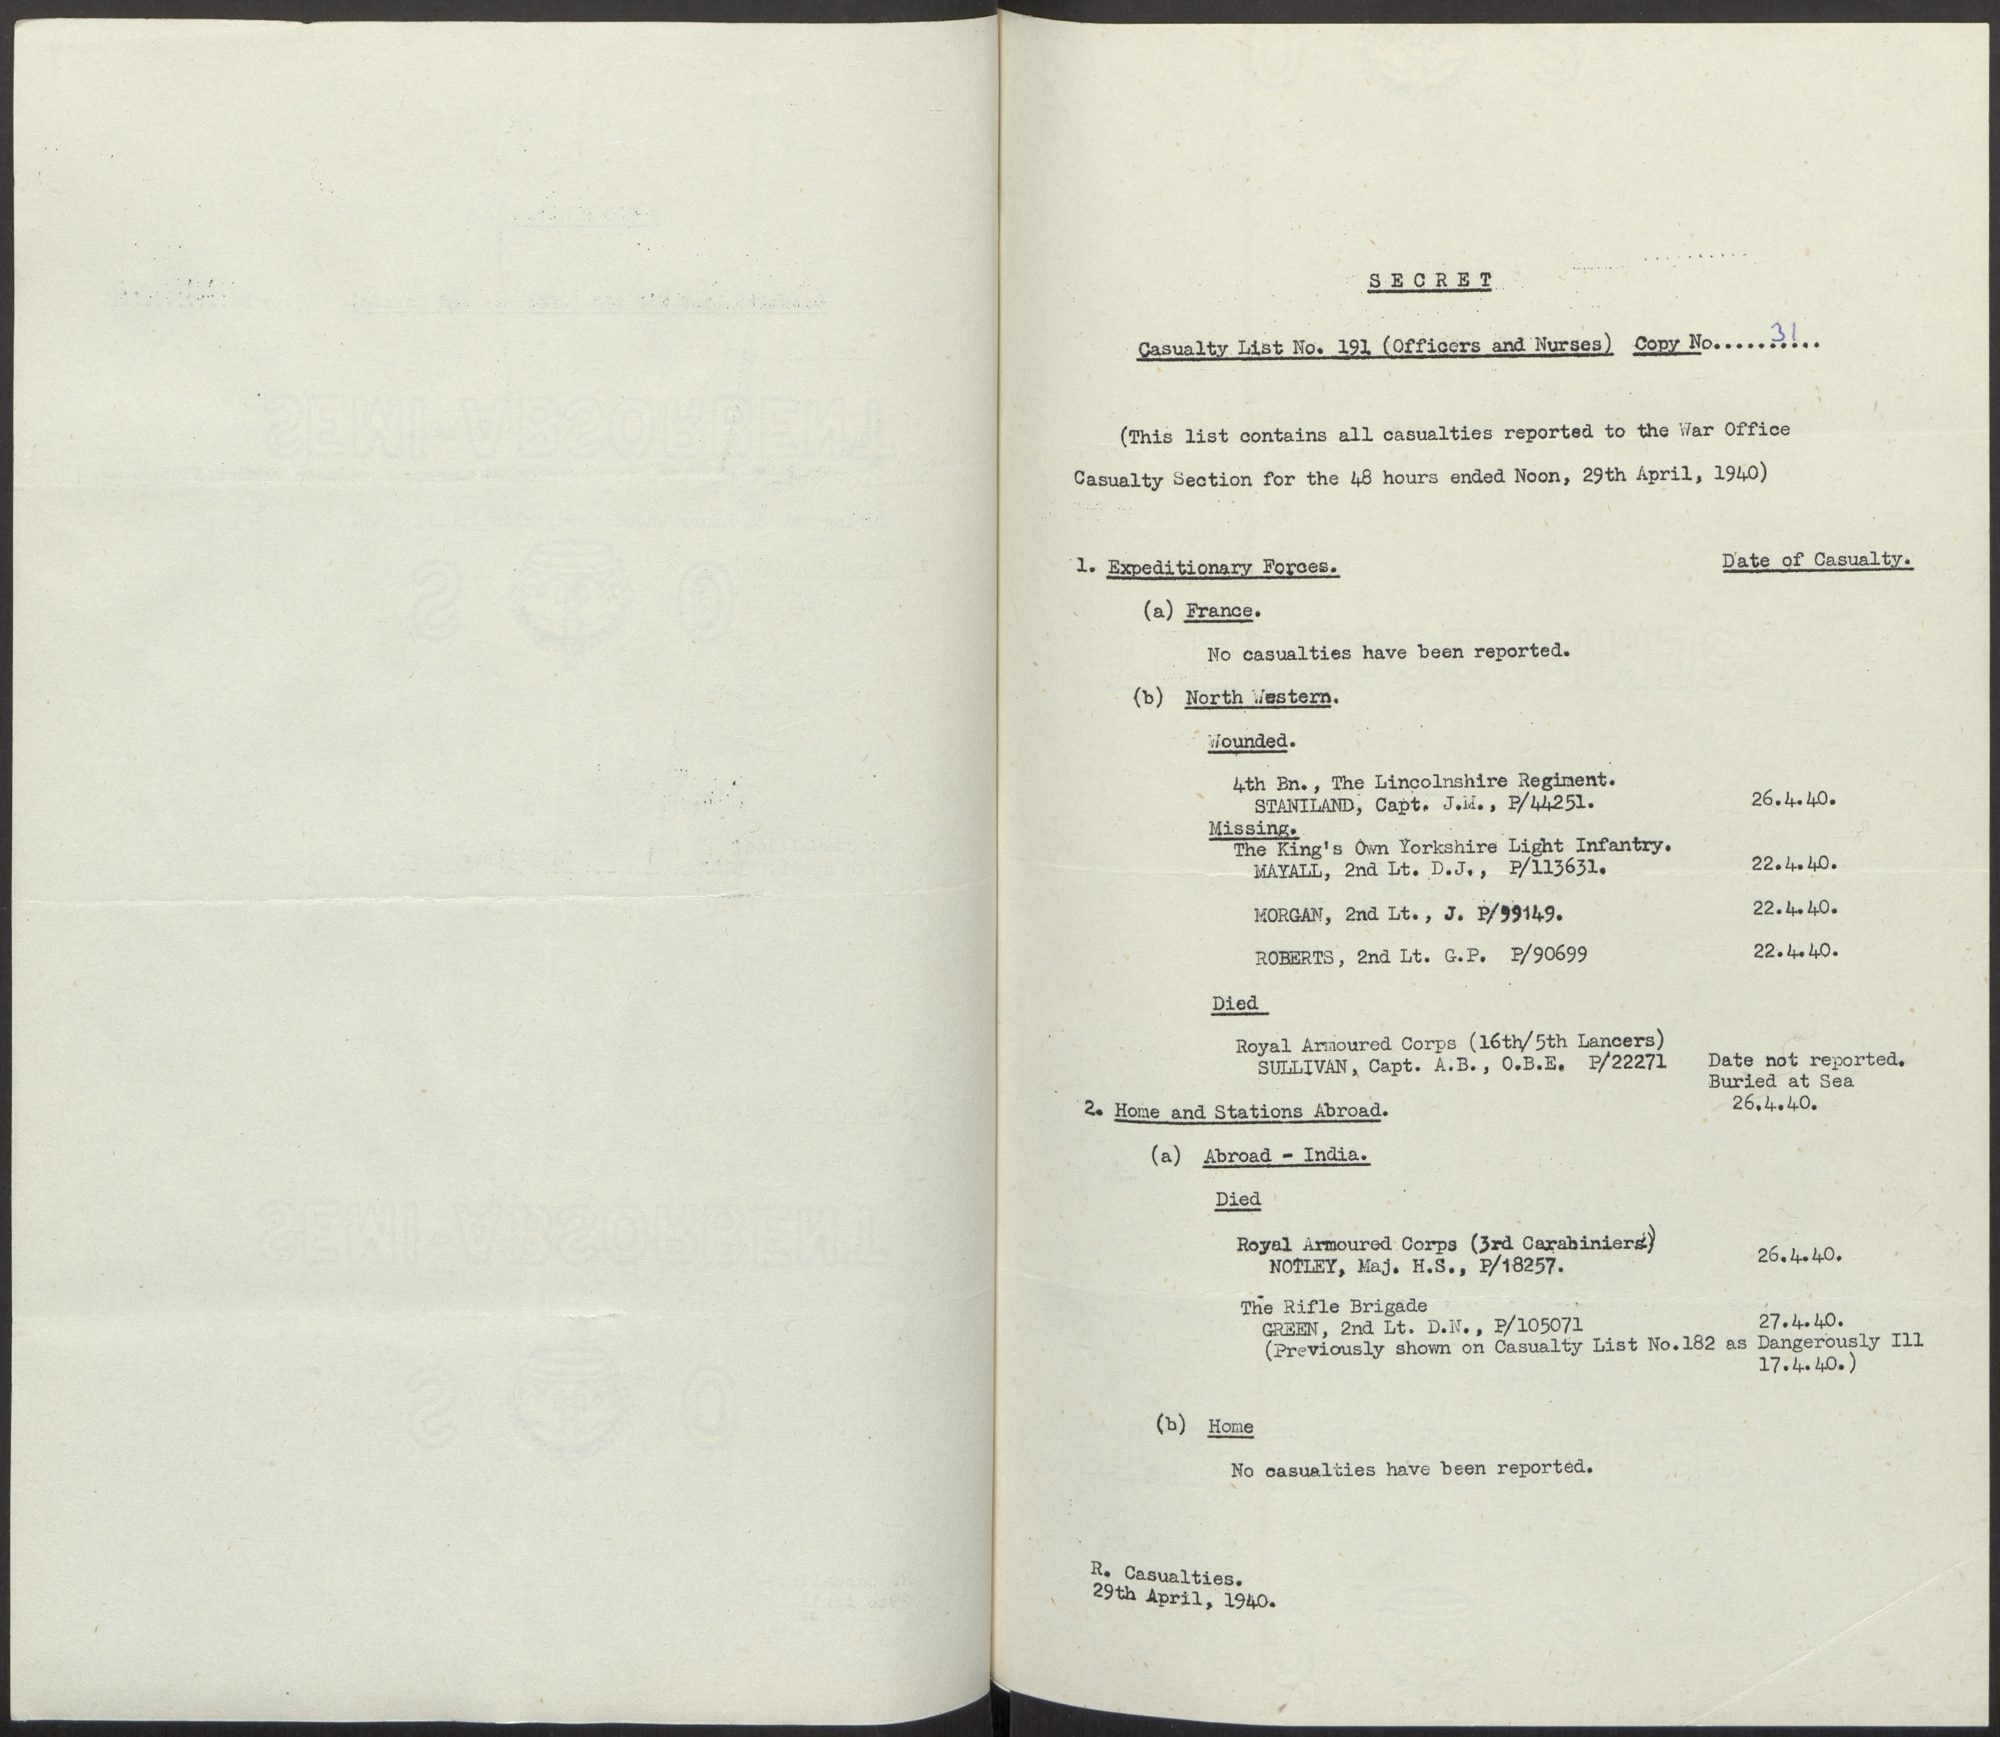 S E C R E T
Casualty List No. 191 (Officers and Nurses) Copy No......31..
(This list contains all casualties reported to the War Office
Casualty Section for the 48 hours ended Noon, 29th April, 1940)
1. Expeditionary Forces. Date of Casualty.
(a) France.
No casualties have been reported.
(b) North Western.
Wounded.
4th Bn., The Lincolnshire Regiment.
STANILAND, Capt. J.M., P/44251. 26.4.40.
Missing.
The King's Own Yorkshire Light Infantry.
MAYALL, 2nd Lt. D.J., P/113631. 22.4.40.
MORGAN, 2nd Lt., J. P/99149. 22.4.40.
ROBERTS, 2nd Lt. G.P. P/90699 22.4.40.
Died
Royal Armoured Corps (16th/5th Lancers)
SULLIVAN, Capt. A.B., O.B.E. P/22271 Date not reported.
Buried at Sea
26.4.40.
2. Home and Stations Abroad.
(a) Abroad - India.
Died
Royal Armoured Corps (3rd Carabiniers)
NOTLEY, Maj. H.S., P/18257. 26.4.40.
The Rifle Brigade
GREEN, 2nd Lt. D.N., P/105071 27.4.40.
(Previously shown on Casualty List No.182 as Dangerously Ill
17.4.40.)
(b) Home
No casualties have been reported.
R. Casualties.
29th April, 1940.